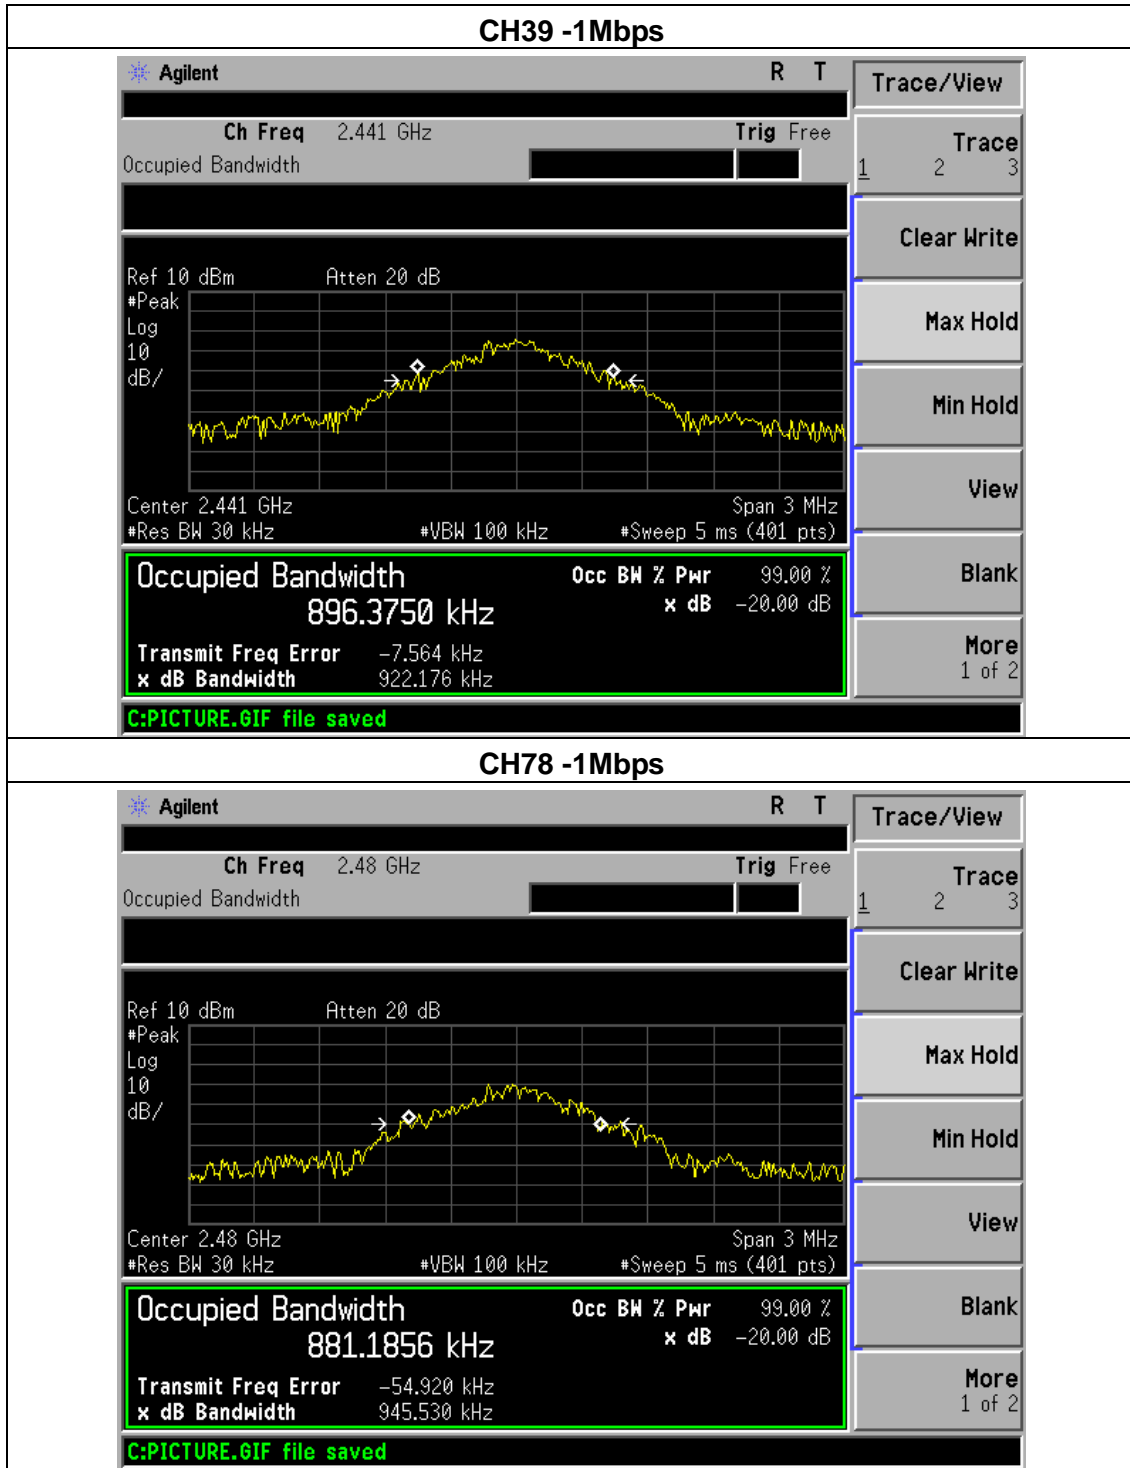 CH39 -1Mbps
Agilent R T
Trace/View
Ch Freq 2.441 GHz Trig Free
Occupied Bandwidth
Trace
1 2 3
Clear Write
Ref 10 dBm Atten 20 dB
#Peak
Log
10
dB/
Max Hold
Min Hold
View
Center 2.441 GHz Span 3 MHz
#Res BW 30 kHz #VBW 100 kHz #Sweep 5 ms (401 pts)
Occupied Bandwidth Occ BW % Pwr 99.00 %
896.3750 kHz x dB -20.00 dB
Blank
Transmit Freq Error -7.564 kHz
x dB Bandwidth 922.176 kHz
More
1 of 2
C:PICTURE.GIF file saved
CH78 -1Mbps
Agilent R T
Trace/View
Ch Freq 2.48 GHz Trig Free
Occupied Bandwidth
Trace
1 2 3
Clear Write
Ref 10 dBm Atten 20 dB
#Peak
Log
10
dB/
Max Hold
Min Hold
View
Center 2.48 GHz Span 3 MHz
#Res BW 30 kHz #VBW 100 kHz #Sweep 5 ms (401 pts)
Occupied Bandwidth Occ BW % Pwr 99.00 %
881.1856 kHz x dB -20.00 dB
Blank
Transmit Freq Error -54.920 kHz
x dB Bandwidth 945.530 kHz
More
1 of 2
C:PICTURE.GIF file saved